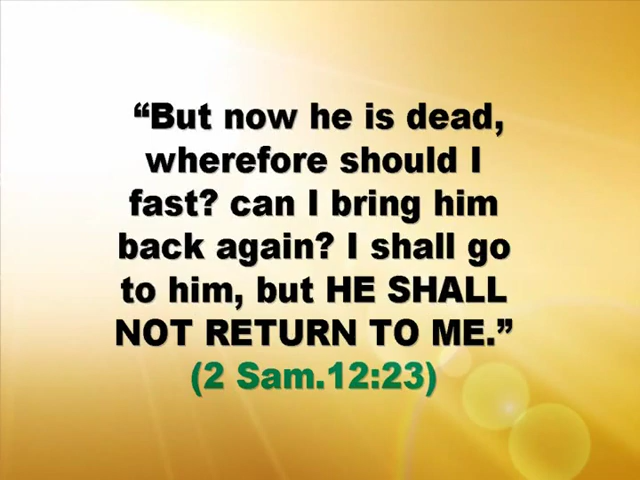 “But now he is dead,
wherefore should I
fast? can I bring him
back again? I shall go
to him, but HE SHALL
NOT RETURN TO ME.”
(2 Sam.12:23)